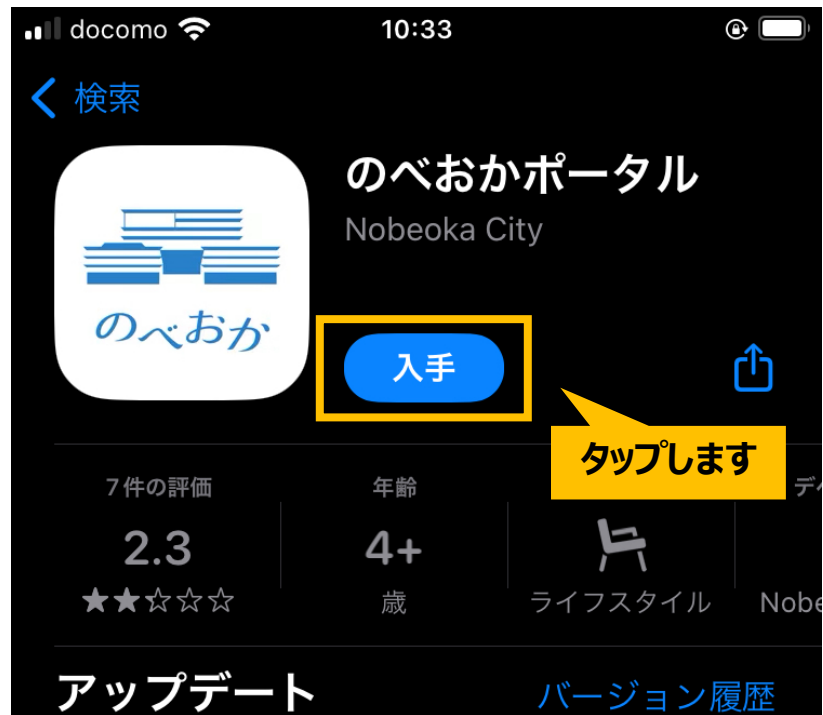 docomo 10:33
検索
のべおかポータル
Nobeoka City
のべおか
入手
タップします
7件の評価 年齢
2.3 4+
★★☆☆☆ 歳 ライフスタイル
アップデート バージョン履歴